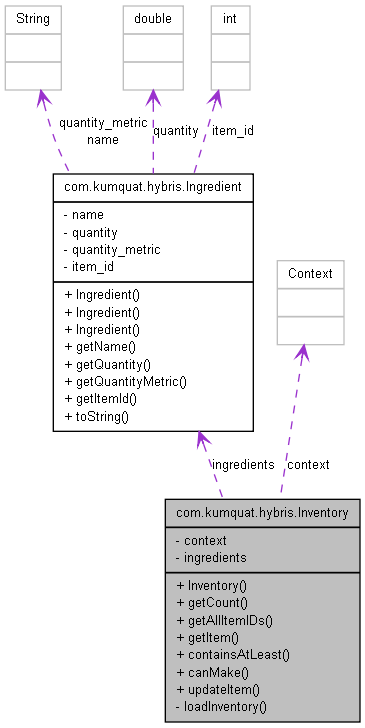 String
double
int
quantity_metric
name
quantity
item_id
com.kumquat.hybris.Ingredient
- name
- quantity
- quantity_metric
- item_id
+ Ingredient()
+ Ingredient()
+ Ingredient()
+ getName()
+ getQuantity()
+ getQuantityMetric()
+ getItemId()
+ toString()
Context
ingredients
context
com.kumquat.hybris.Inventory
- context
- ingredients
+ Inventory()
+ getCount()
+ getAllItemIDs()
+ getItem()
+ containsAtLeast()
+ canMake()
+ updateItem()
- loadInventory()